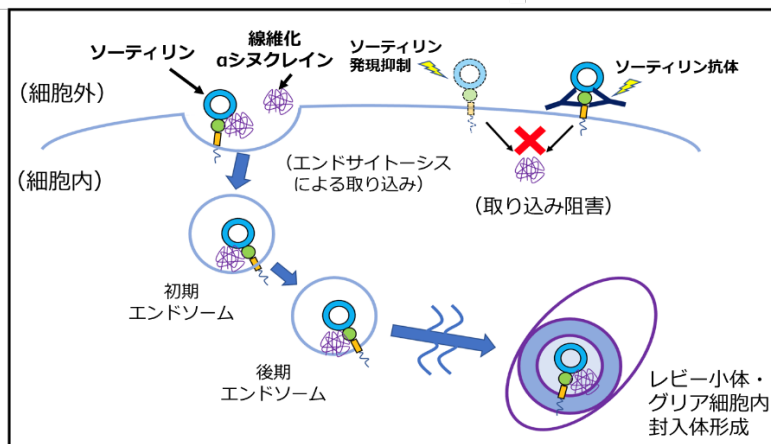 ソーティリン
線維化
αシヌクレイン
ソーティリン
発現抑制
ソーティリン抗体
（細胞外）
（細胞内）
（エンドサイトーシス
による取り込み）
（取り込み阻害）
初期
エンドソーム
後期
エンドソーム
レビー小体・
グリア細胞内
封入体形成